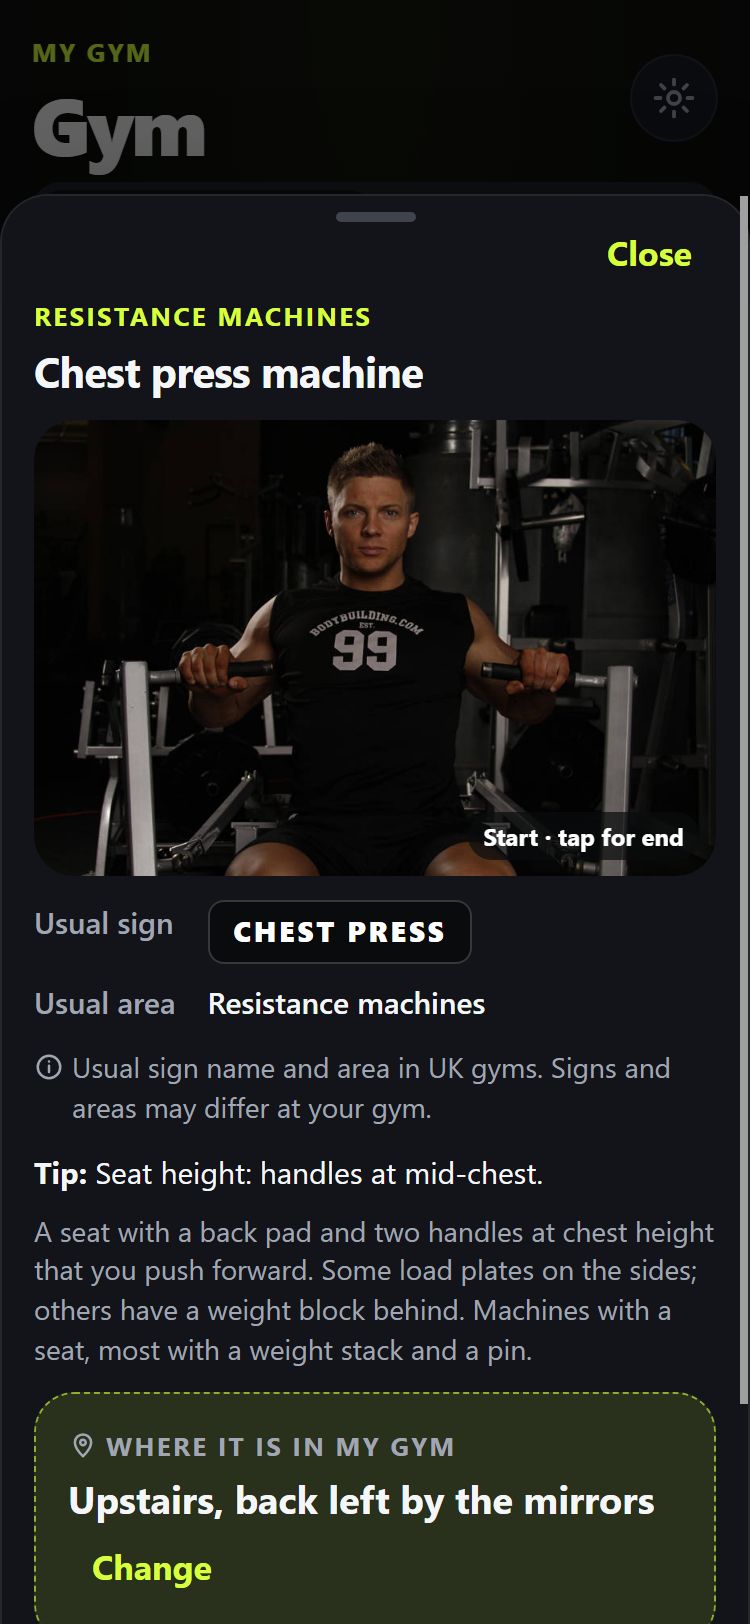 MY GYM
Gym
Close
RESISTANCE MACHINES
Chest press machine
BODYBUILDING.COM
EST.
99
Start · tap for end
Usual sign
CHEST PRESS
Usual area
Resistance machines
Usual sign name and area in UK gyms. Signs and
areas may differ at your gym.
Tip: Seat height: handles at mid-chest.
A seat with a back pad and two handles at chest height
that you push forward. Some load plates on the sides;
others have a weight block behind. Machines with a
seat, most with a weight stack and a pin.
WHERE IT IS IN MY GYM
Upstairs, back left by the mirrors
Change